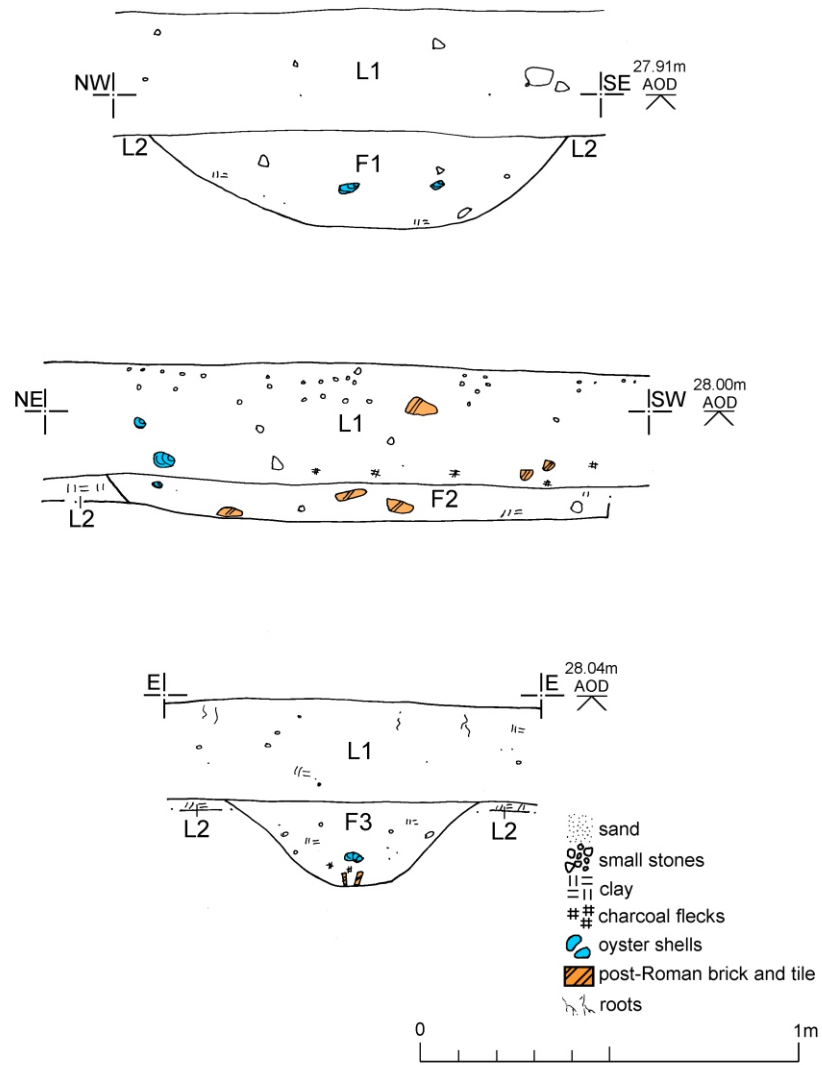 L1
NW
SE
27.91m
AOD
L2
F1
L2
NE
L1
SW
28.00m
AOD
L2
F2
E
E
28.04m
AOD
L1
L2
F3
L2
sand
small stones
clay
charcoal flecks
oyster shells
post-Roman brick and tile
roots
0
1m